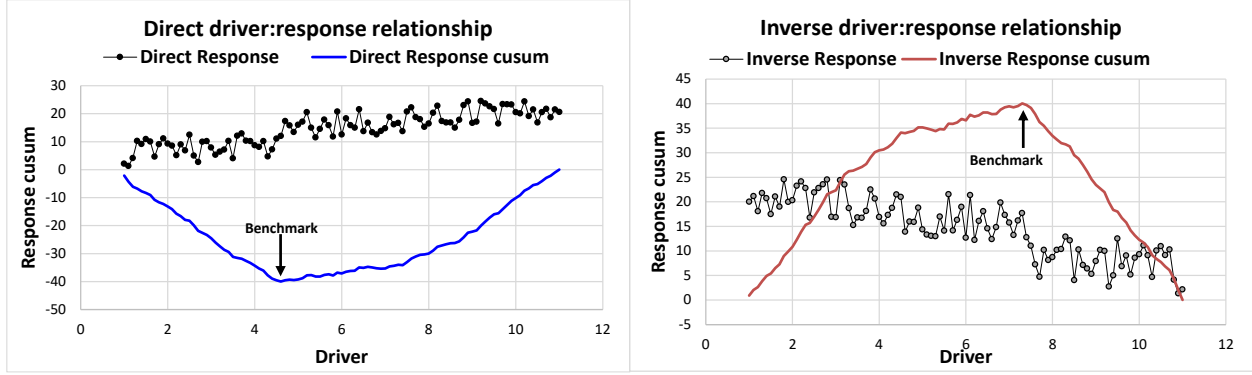 Direct driver:response relationship
Direct Response Direct Response cusum
Response cusum
30
20
10
0
-10
-20
-30
-40
-50
Benchmark
0 2 4 6 8 10 12
Driver
Inverse driver:response relationship
Inverse Response Inverse Response cusum
Response cusum
45
40
35
30
25
20
15
10
5
0
-5
Benchmark
0 2 4 6 8 10 12
Driver